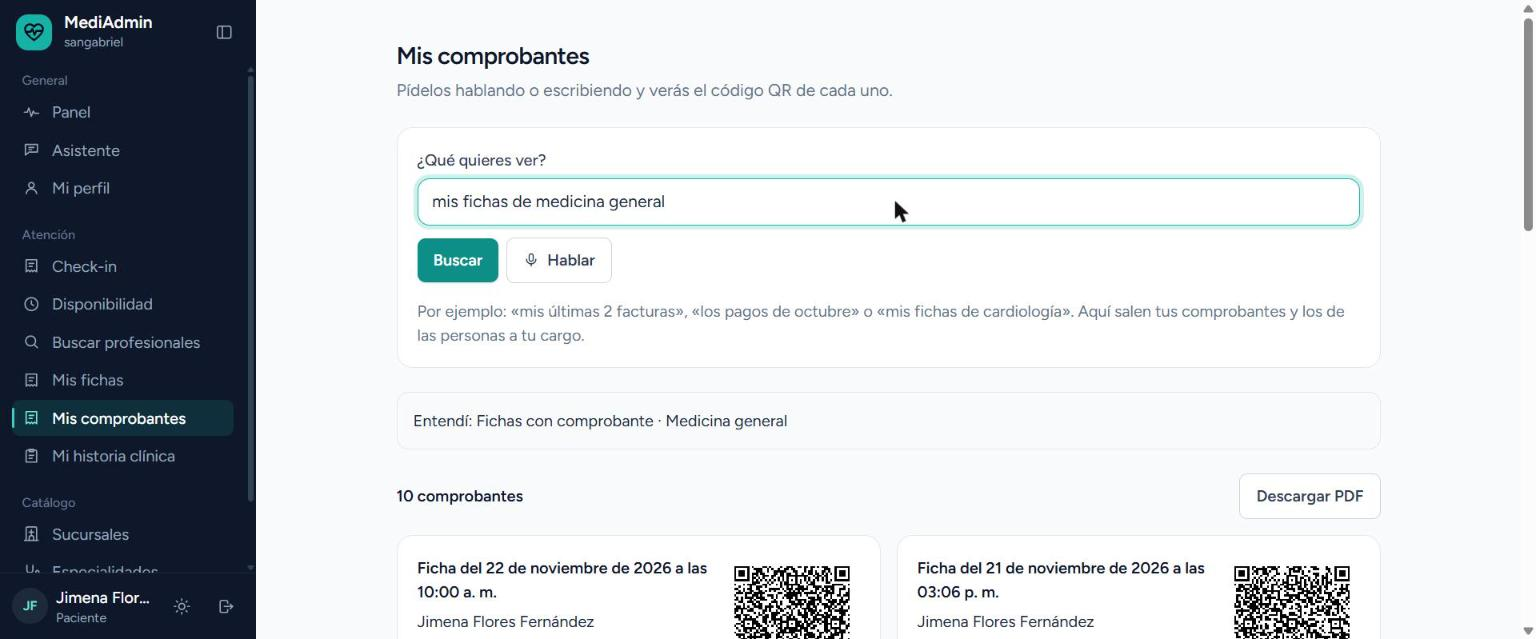 MediAdmin
sangabriel
General
Panel
Asistente
Mi perfil
Atención
Check-in
Disponibilidad
Buscar profesionales
Mis fichas
Mis comprobantes
Mi historia clínica
Catálogo
Sucursales
Especialidades
JF
Jimena Flor...
Paciente
Mis comprobantes
Pídelos hablando o escribiendo y verás el código QR de cada uno.
¿Qué quieres ver?
mis fichas de medicina general
Buscar
Hablar
Por ejemplo: «mis últimas 2 facturas», «los pagos de octubre» o «mis fichas de cardiología». Aquí salen tus comprobantes y los de
las personas a tu cargo.
Entendí: Fichas con comprobante · Medicina general
10 comprobantes
Descargar PDF
Ficha del 22 de noviembre de 2026 a las
10:00 a. m.
Jimena Flores Fernández
Ficha del 21 de noviembre de 2026 a las
03:06 p. m.
Jimena Flores Fernández